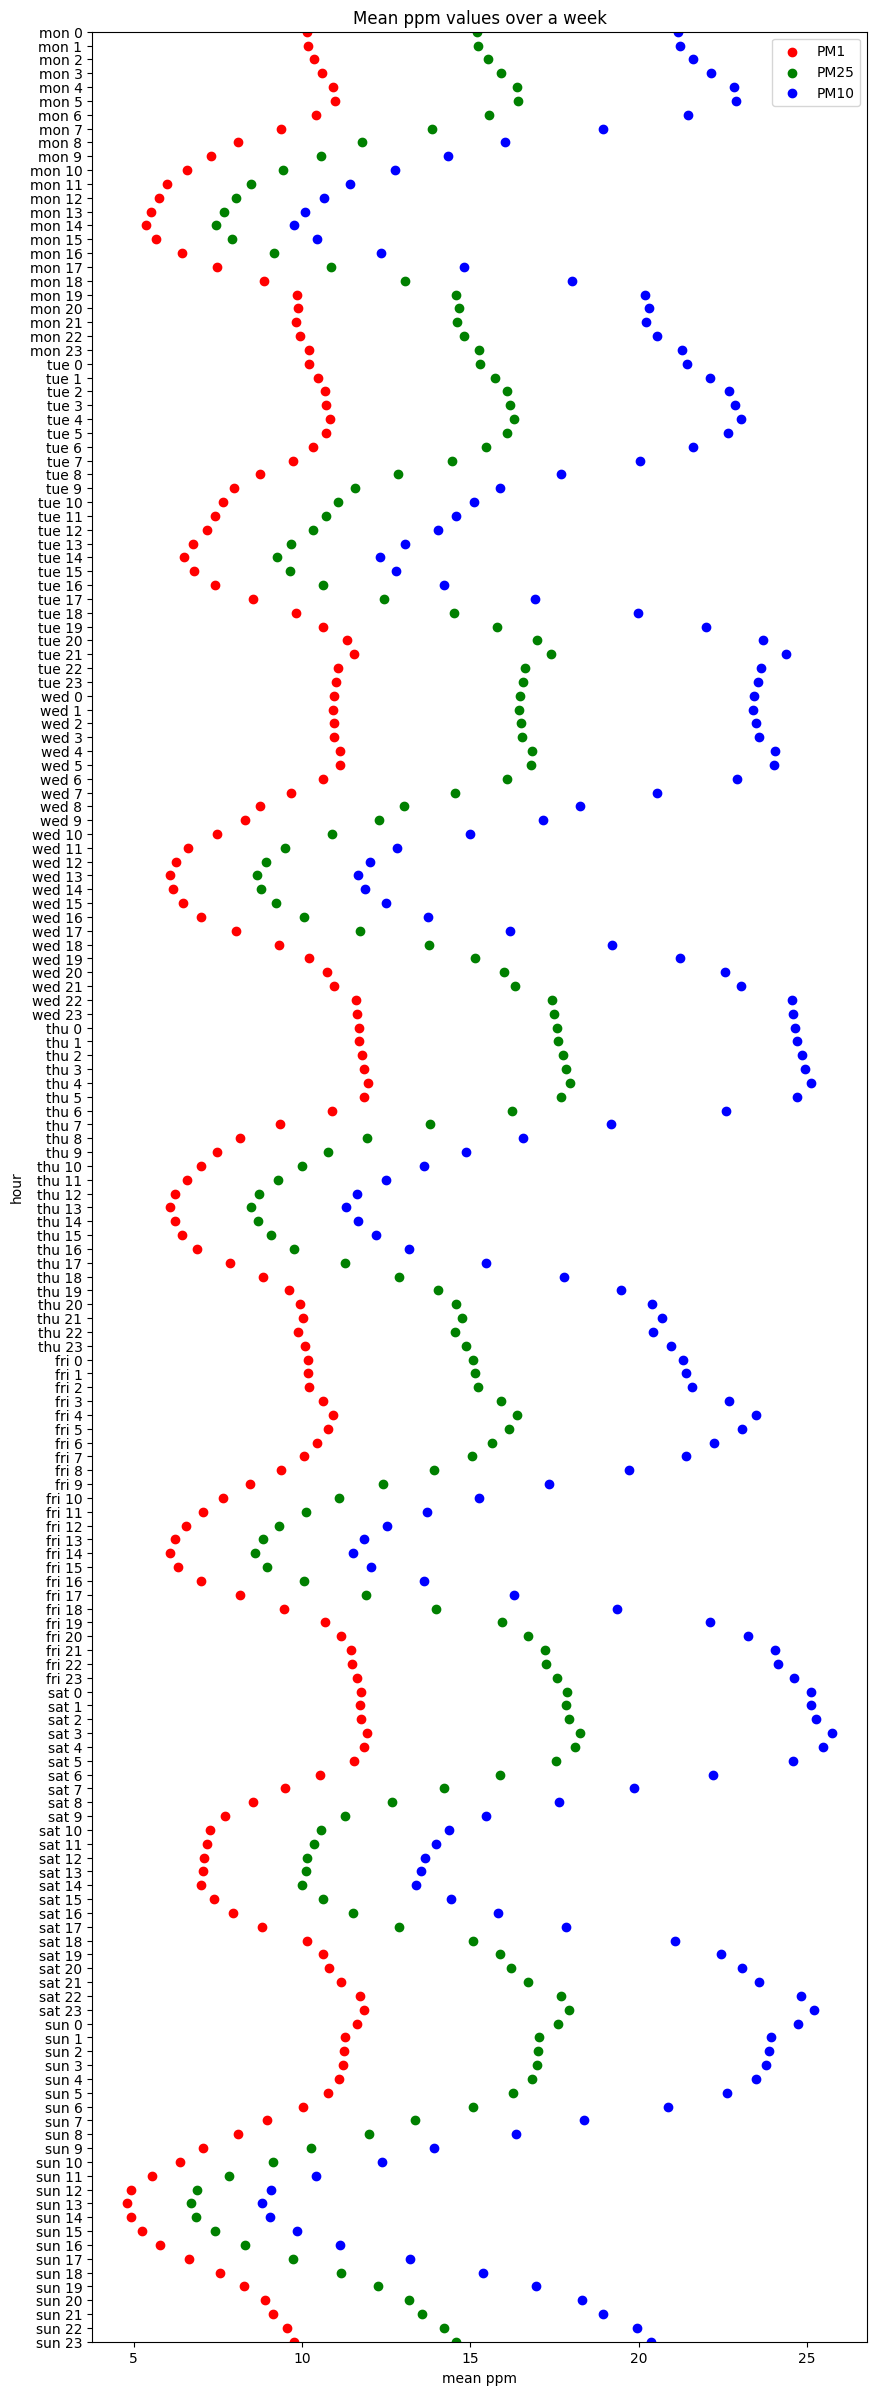 Mean ppm values over a week
PM1
PM25
PM10
hour
mon 0
mon 1
mon 2
mon 3
mon 4
mon 5
mon 6
mon 7
mon 8
mon 9
mon 10
mon 11
mon 12
mon 13
mon 14
mon 15
mon 16
mon 17
mon 18
mon 19
mon 20
mon 21
mon 22
mon 23
tue 0
tue 1
tue 2
tue 3
tue 4
tue 5
tue 6
tue 7
tue 8
tue 9
tue 10
tue 11
tue 12
tue 13
tue 14
tue 15
tue 16
tue 17
tue 18
tue 19
tue 20
tue 21
tue 22
tue 23
wed 0
wed 1
wed 2
wed 3
wed 4
wed 5
wed 6
wed 7
wed 8
wed 9
wed 10
wed 11
wed 12
wed 13
wed 14
wed 15
wed 16
wed 17
wed 18
wed 19
wed 20
wed 21
wed 22
wed 23
thu 0
thu 1
thu 2
thu 3
thu 4
thu 5
thu 6
thu 7
thu 8
thu 9
thu 10
thu 11
thu 12
thu 13
thu 14
thu 15
thu 16
thu 17
thu 18
thu 19
thu 20
thu 21
thu 22
thu 23
fri 0
fri 1
fri 2
fri 3
fri 4
fri 5
fri 6
fri 7
fri 8
fri 9
fri 10
fri 11
fri 12
fri 13
fri 14
fri 15
fri 16
fri 17
fri 18
fri 19
fri 20
fri 21
fri 22
fri 23
sat 0
sat 1
sat 2
sat 3
sat 4
sat 5
sat 6
sat 7
sat 8
sat 9
sat 10
sat 11
sat 12
sat 13
sat 14
sat 15
sat 16
sat 17
sat 18
sat 19
sat 20
sat 21
sat 22
sat 23
sun 0
sun 1
sun 2
sun 3
sun 4
sun 5
sun 6
sun 7
sun 8
sun 9
sun 10
sun 11
sun 12
sun 13
sun 14
sun 15
sun 16
sun 17
sun 18
sun 19
sun 20
sun 21
sun 22
sun 23
5 10 15 20 25
mean ppm